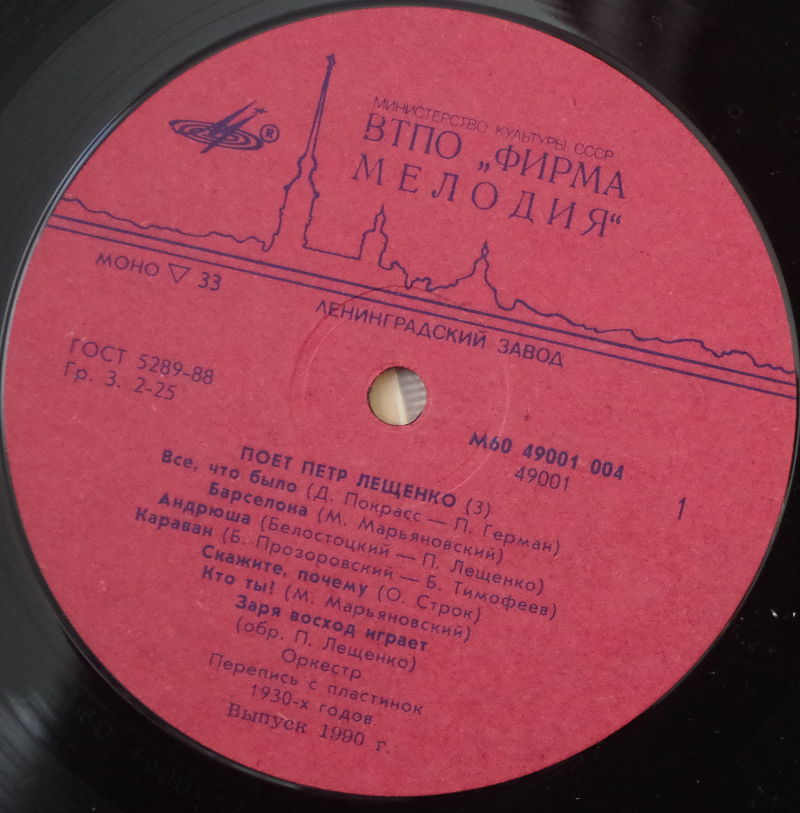 МИНИСТЕРСТВО КУЛЬТУРЫ СССР
ВТПО „ФИРМА
МЕЛОДИЯ“
®
МОНО ▽ 33
ЛЕНИНГРАДСКИЙ ЗАВОД
ГОСТ 5289-88
Гр. 3. 2-25
М60 49001 004
49001
1
ПОЕТ ПЕТР ЛЕЩЕНКО (3)
Все, что было (Д. Покрасс — П. Герман)
Барселона (М. Марьяновский)
Андрюша (Белостоцкий — П. Лещенко)
Караван (Б. Прозоровский — Б. Тимофеев)
Скажите, почему (О. Строк)
Кто ты? (М. Марьяновский)
Заря восход играет
(обр. П. Лещенко)
Оркестр
Перепись с пластинок
1930-х годов
Выпуск 1990 г.